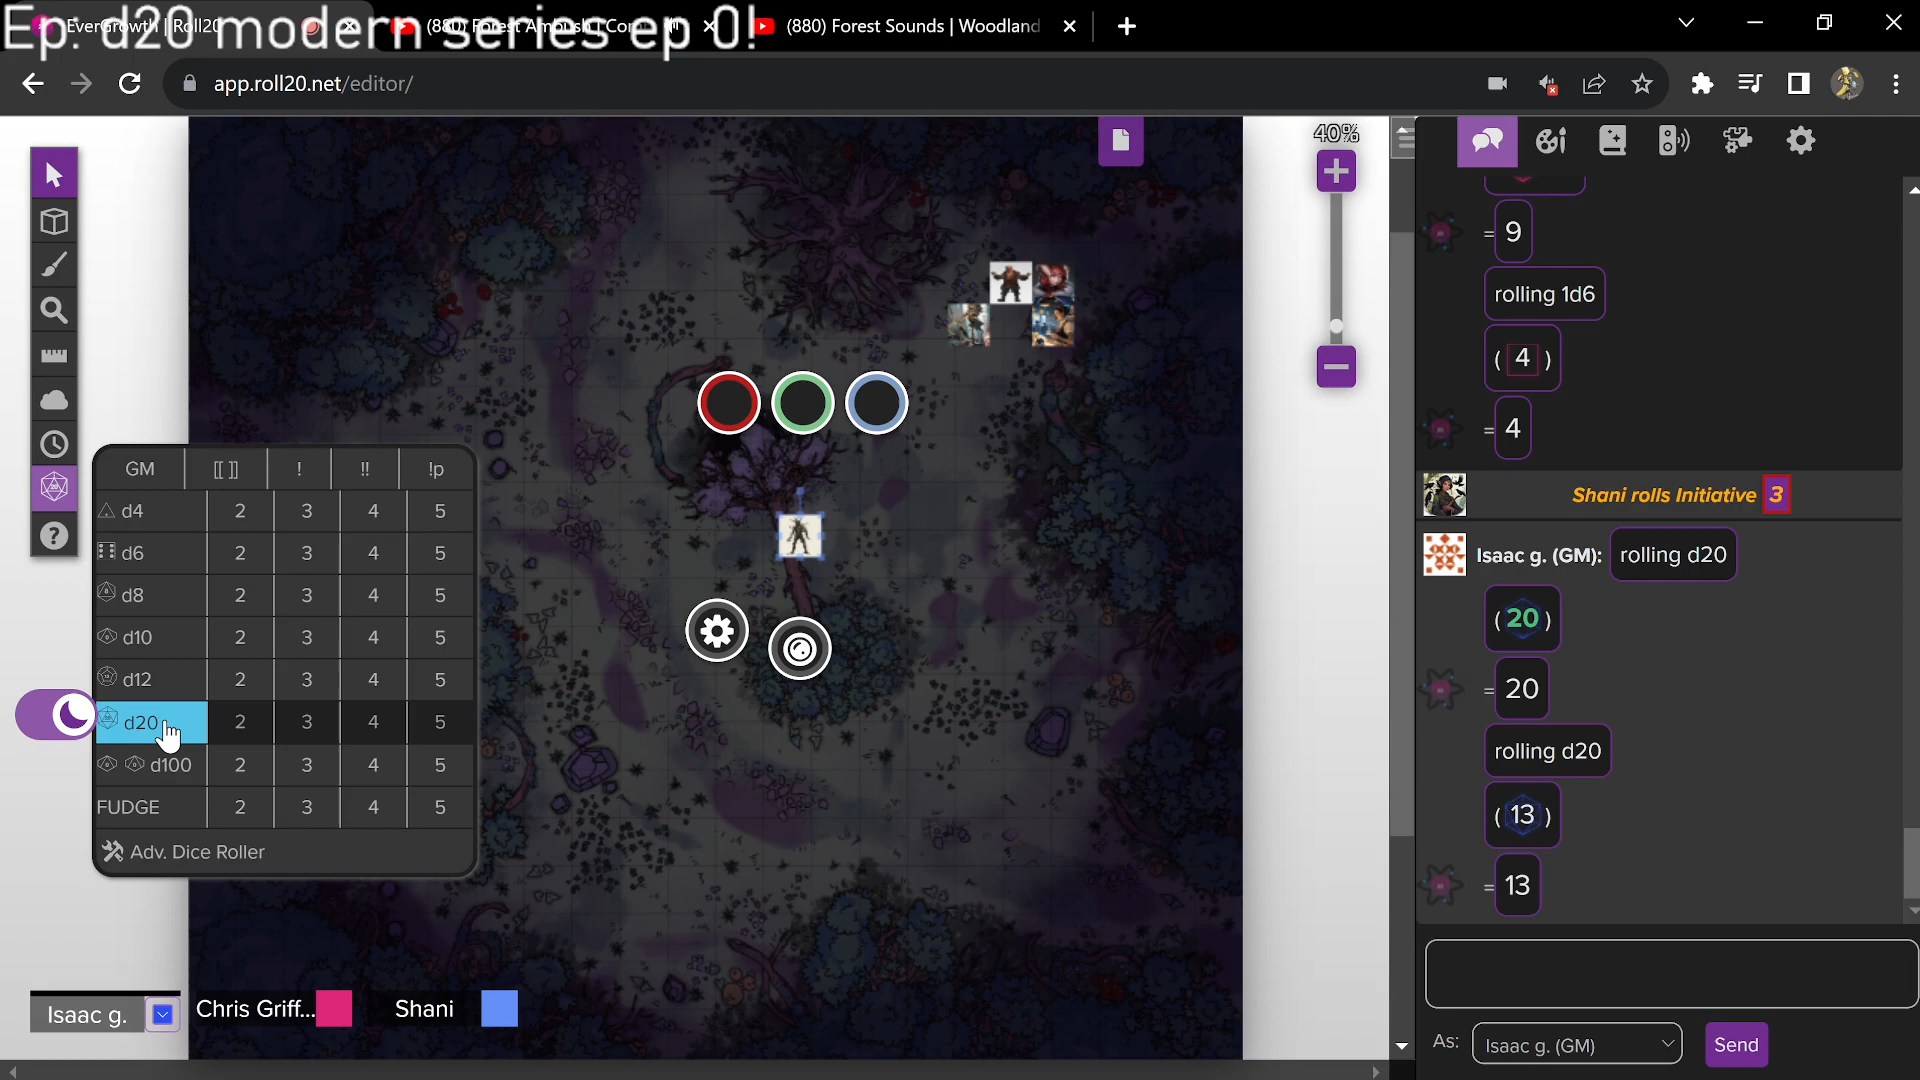 Ep. d20 modern series ep 0!
EverGrowth | Roll20
(880) Forest Ambush | Com
(880) Forest Sounds | Woodland
app.roll20.net/editor/
40%
GM [[ ]] ! !! !p
d4 2 3 4 5
d6 2 3 4 5
d8 2 3 4 5
d10 2 3 4 5
d12 2 3 4 5
d20 2 3 4 5
d100 2 3 4 5
FUDGE 2 3 4 5
Adv. Dice Roller
Isaac g.
Chris Griff...
Shani
= 9
rolling 1d6
( 4 )
= 4
Shani rolls Initiative 3
Isaac g. (GM): rolling d20
( 20 )
= 20
rolling d20
( 13 )
= 13
As: Isaac g. (GM) Send